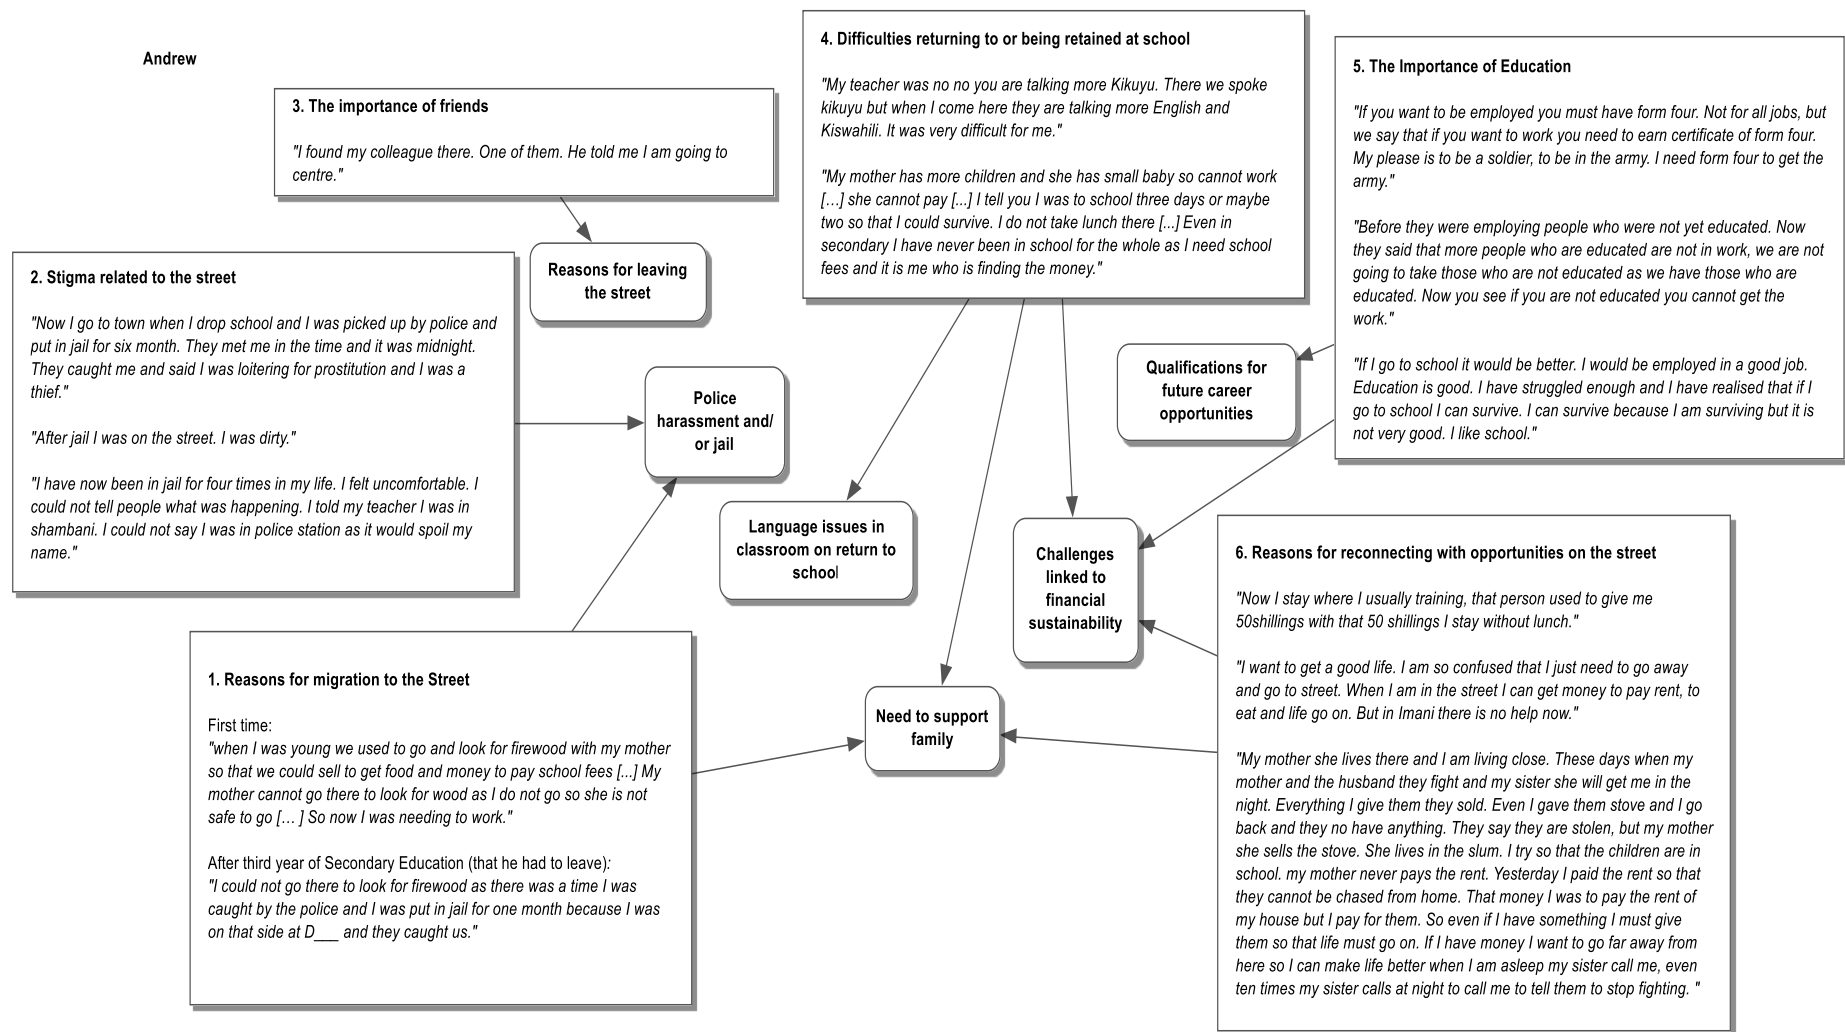 Andrew
3. The importance of friends
"I found my colleague there. One of them. He told me I am going to
centre."
Reasons for leaving
the street
2. Stigma related to the street
"Now I go to town when I drop school and I was picked up by police and
put in jail for six month. They met me in the time and it was midnight.
They caught me and said I was loitering for prostitution and I was a
thief."
"After jail I was on the street. I was dirty."
"I have now been in jail for four times in my life. I felt uncomfortable. I
could not tell people what was happening. I told my teacher I was in
shambani. I could not say I was in police station as it would spoil my
name."
Police
harassment and/
or jail
4. Difficulties returning to or being retained at school
"My teacher was no no you are talking more Kikuyu. There we spoke
kikuyu but when I come here they are talking more English and
Kiswahili. It was very difficult for me."
"My mother has more children and she has small baby so cannot work
[…] she cannot pay [...] I tell you I was to school three days or maybe
two so that I could survive. I do not take lunch there [...] Even in
secondary I have never been in school for the whole as I need school
fees and it is me who is finding the money."
5. The Importance of Education
"If you want to be employed you must have form four. Not for all jobs, but
we say that if you want to work you need to earn certificate of form four.
My please is to be a soldier, to be in the army. I need form four to get the
army."
"Before they were employing people who were not yet educated. Now
they said that more people who are educated are not in work, we are not
going to take those who are not educated as we have those who are
educated. Now you see if you are not educated you cannot get the
work."
"If I go to school it would be better. I would be employed in a good job.
Education is good. I have struggled enough and I have realised that if I
go to school I can survive. I can survive because I am surviving but it is
not very good. I like school."
Qualifications for
future career
opportunities
Language issues in
classroom on return to
school
Challenges
linked to
financial
sustainability
Need to support
family
1. Reasons for migration to the Street
First time:
"when I was young we used to go and look for firewood with my mother
so that we could sell to get food and money to pay school fees [...] My
mother cannot go there to look for wood as I do not go so she is not
safe to go [… ] So now I was needing to work."
After third year of Secondary Education (that he had to leave):
"I could not go there to look for firewood as there was a time I was
caught by the police and I was put in jail for one month because I was
on that side at D___ and they caught us."
6. Reasons for reconnecting with opportunities on the street
"Now I stay where I usually training, that person used to give me
50shillings with that 50 shillings I stay without lunch."
"I want to get a good life. I am so confused that I just need to go away
and go to street. When I am in the street I can get money to pay rent, to
eat and life go on. But in Imani there is no help now."
"My mother she lives there and I am living close. These days when my
mother and the husband they fight and my sister she will get me in the
night. Everything I give them they sold. Even I gave them stove and I go
back and they no have anything. They say they are stolen, but my mother
she sells the stove. She lives in the slum. I try so that the children are in
school. my mother never pays the rent. Yesterday I paid the rent so that
they cannot be chased from home. That money I was to pay the rent of
my house but I pay for them. So even if I have something I must give
them so that life must go on. If I have money I want to go far away from
here so I can make life better when I am asleep my sister call me, even
ten times my sister calls at night to call me to tell them to stop fighting. "